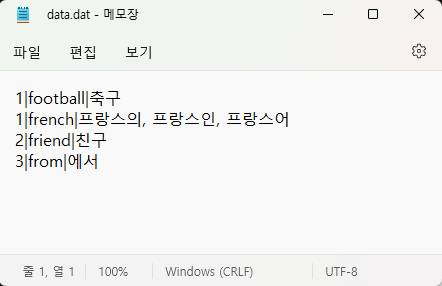 data.dat - 메모장
파일 편집 보기
1|football|축구
1|french|프랑스의, 프랑스인, 프랑스어
2|friend|친구
3|from|에서
줄 1, 열 1 100% Windows (CRLF) UTF-8